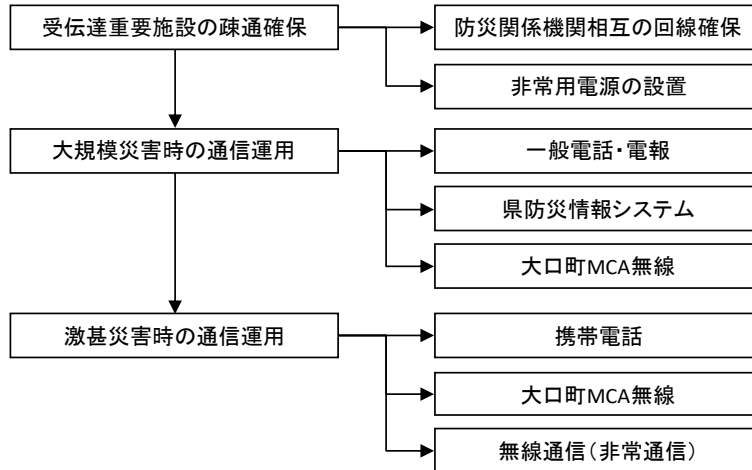 受伝達重要施設の疎通確保
防災関係機関相互の回線確保
非常用電源の設置
大規模災害時の通信運用
一般電話・電報
県防災情報システム
大口町MCA無線
激甚災害時の通信運用
携帯電話
大口町MCA無線
無線通信（非常通信）